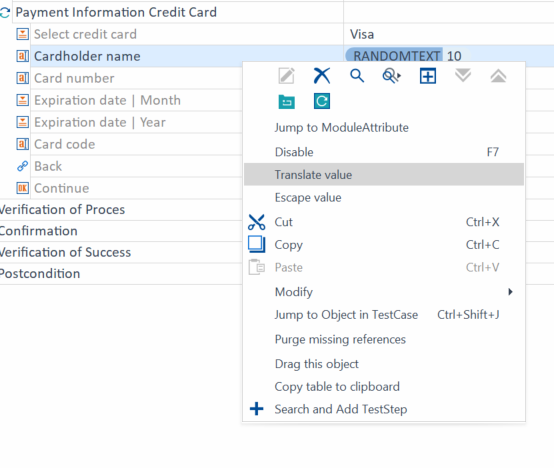 Payment Information Credit Card
Select credit card Visa
Cardholder name RANDOMTEXT 10
Card number
Expiration date | Month
Expiration date | Year
Card code
Back
OK Continue
Verification of Proces
Confirmation
Verification of Success
Postcondition
Jump to ModuleAttribute
Disable F7
Translate value
Escape value
Cut Ctrl+X
Copy Ctrl+C
Paste Ctrl+V
Modify
Jump to Object in TestCase Ctrl+Shift+J
Purge missing references
Drag this object
Copy table to clipboard
Search and Add TestStep